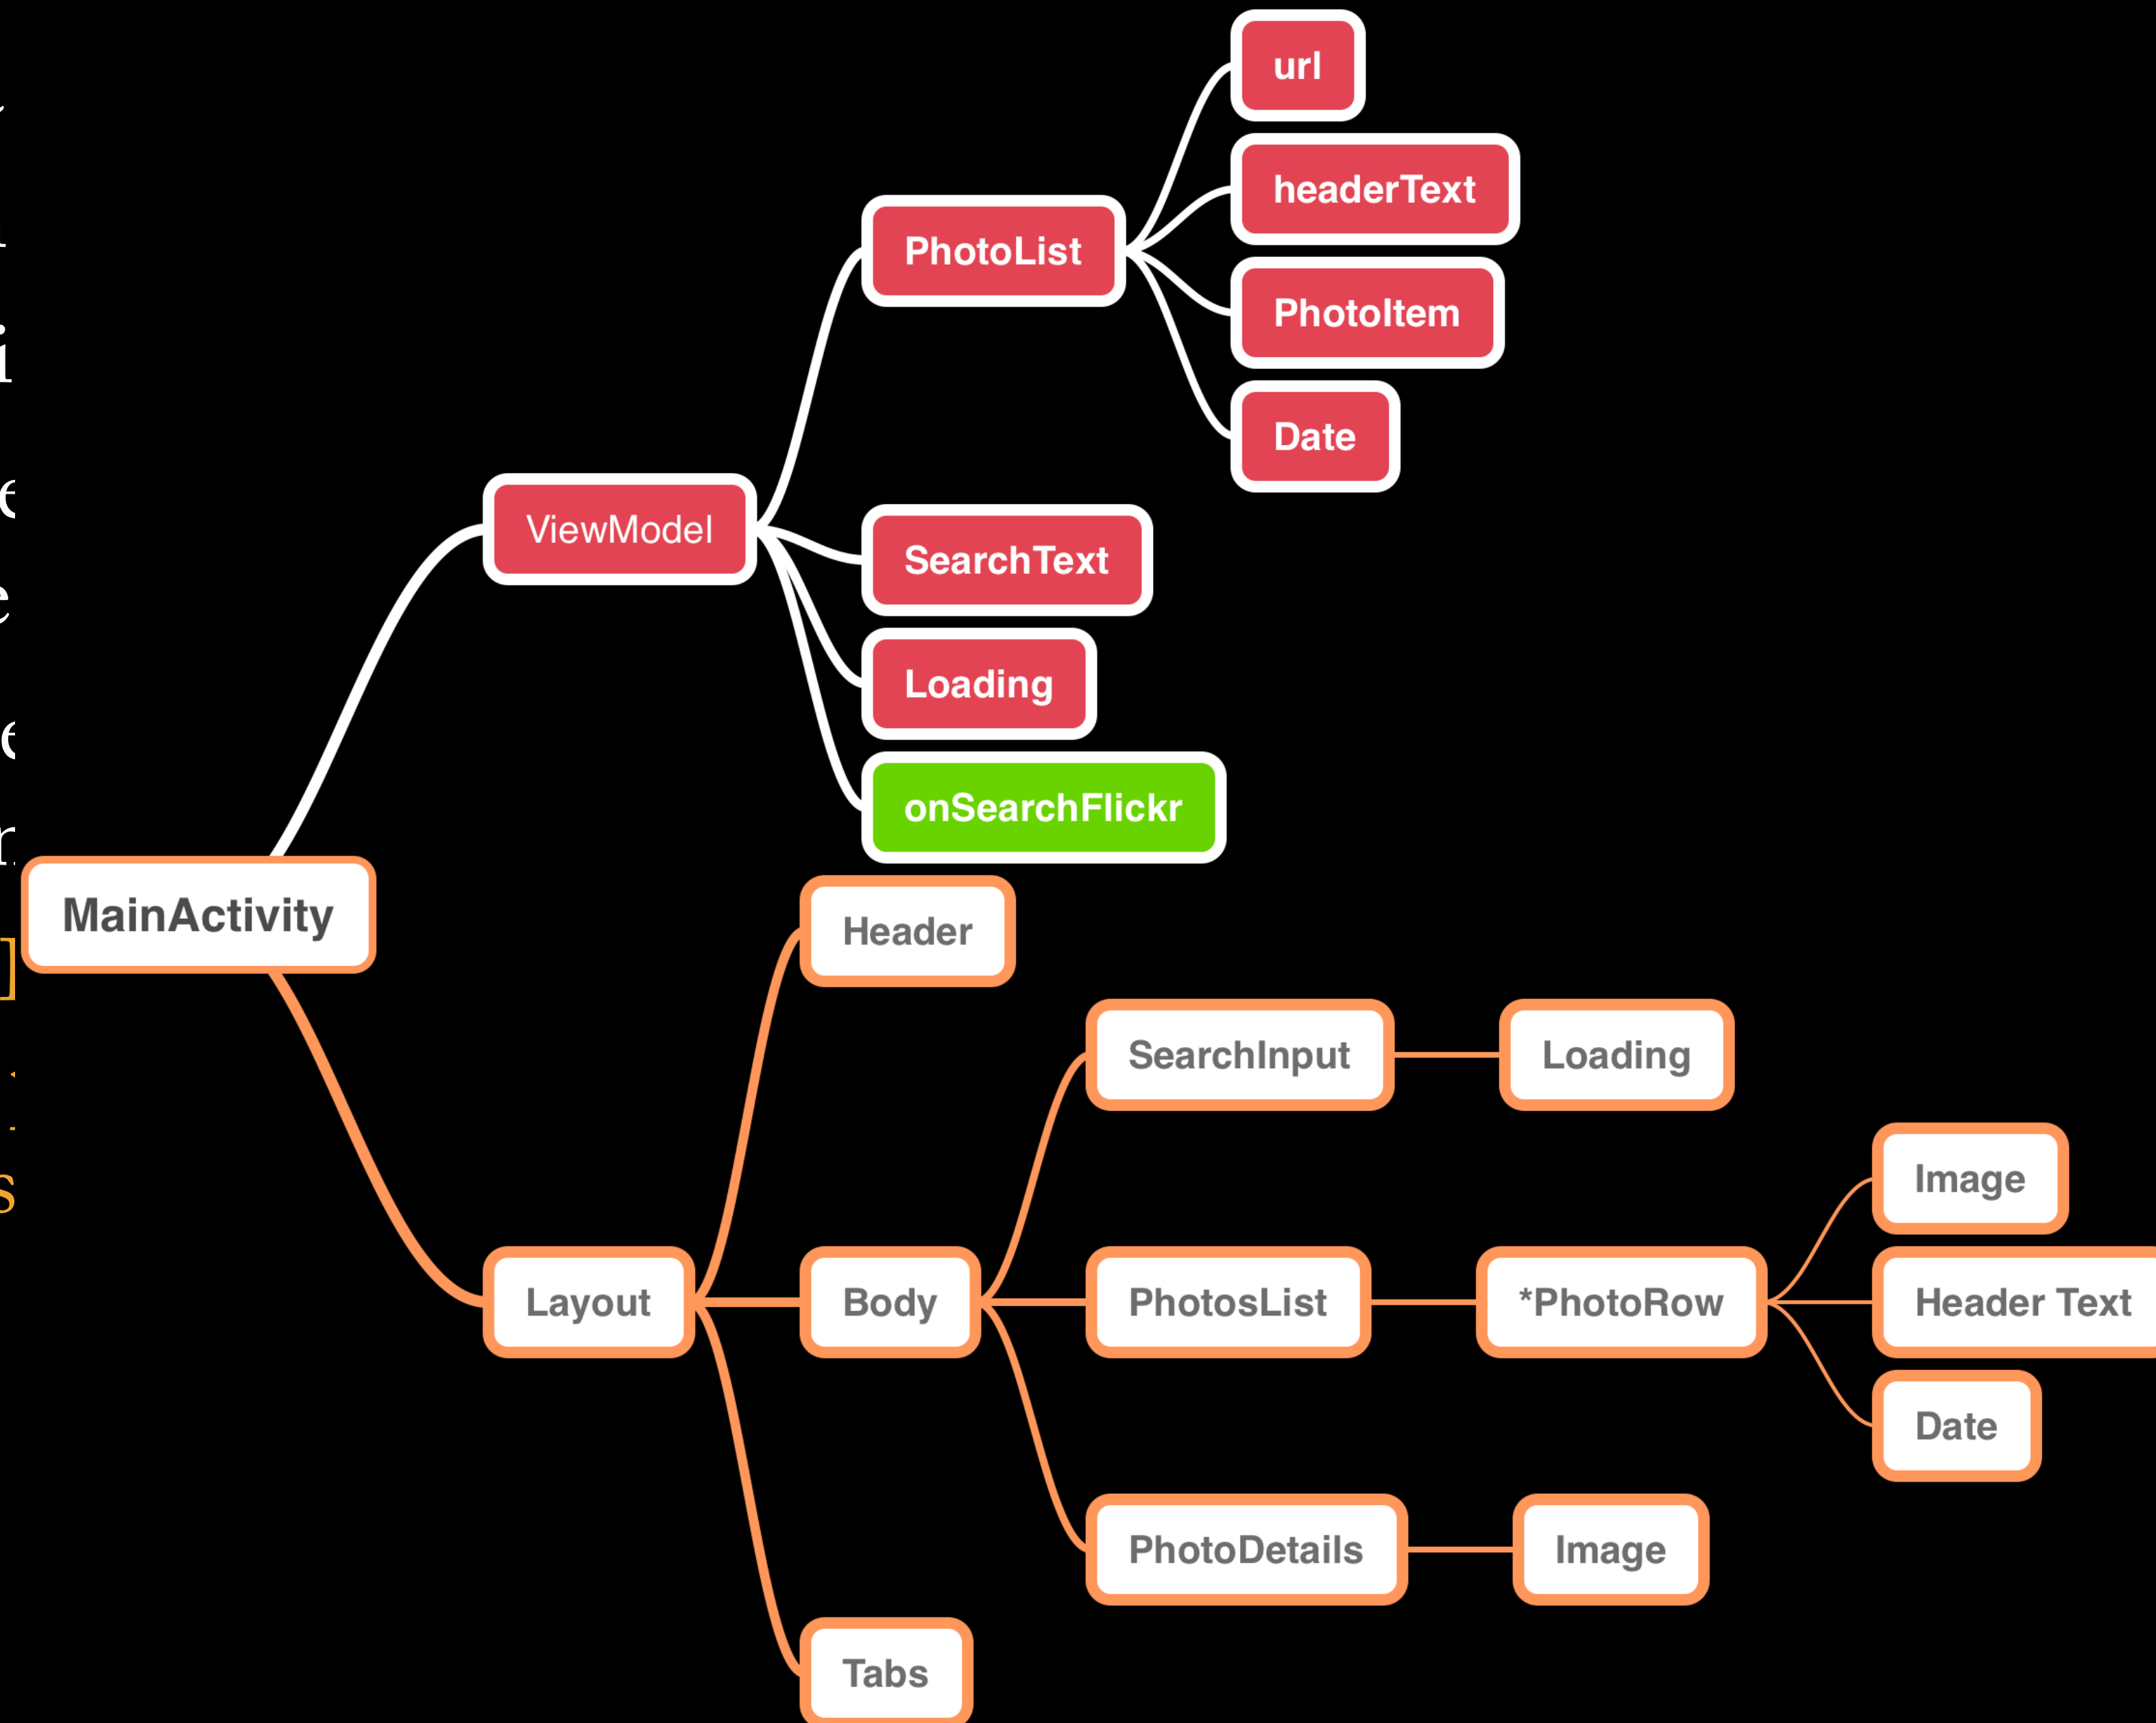 url
headerText
PhotoList
PhotoItem
Date
ViewModel
SearchText
Loading
onSearchFlickr
MainActivity
Header
SearchInput
Loading
Image
Layout
Body
PhotosList
*PhotoRow
Header Text
Date
PhotoDetails
Image
Tabs